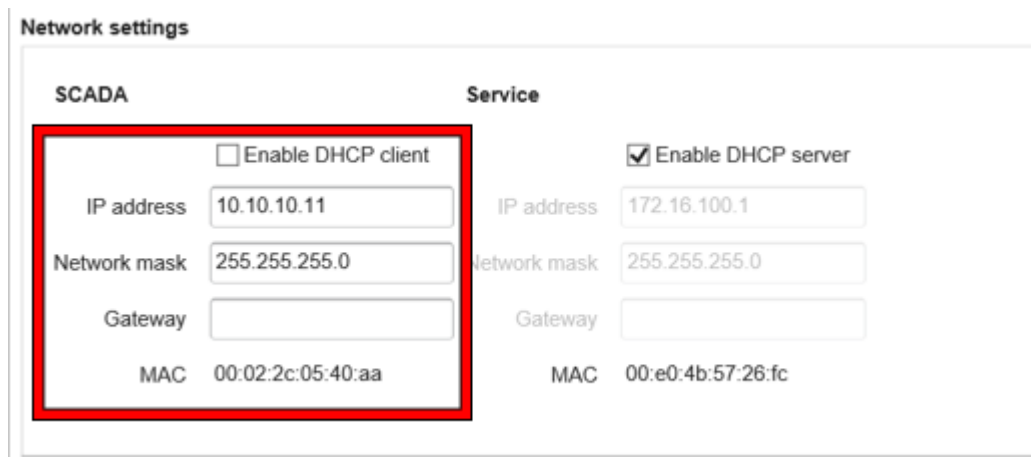 Network settings
SCADA
Enable DHCP client
IP address 10.10.10.11
Network mask 255.255.255.0
Gateway
MAC 00:02:2c:05:40:aa
Service
Enable DHCP server
IP address 172.16.100.1
Network mask 255.255.255.0
Gateway
MAC 00:e0:4b:57:26:fc